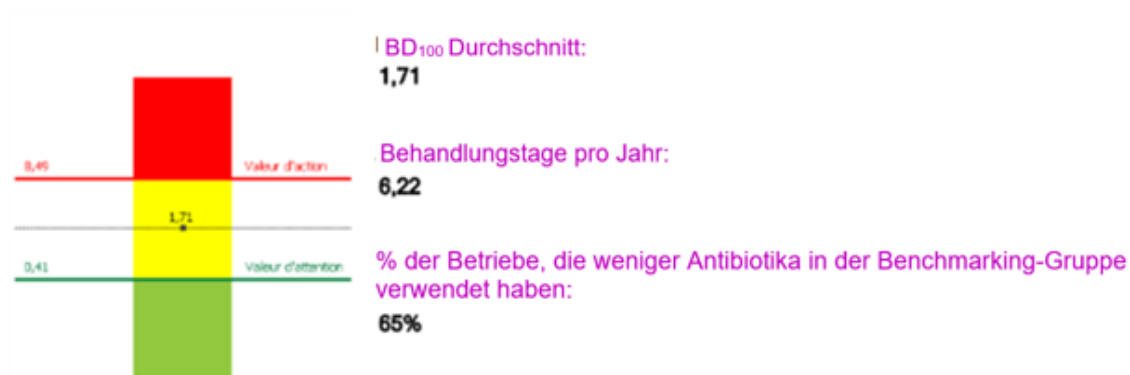 BD₁₀₀ Durchschnitt:
1,71
8,49 Valeur d'action
Behandlungstage pro Jahr:
6,22
1,71
0,41 Valeur d'attention
% der Betriebe, die weniger Antibiotika in der Benchmarking-Gruppe
verwendet haben:
65%